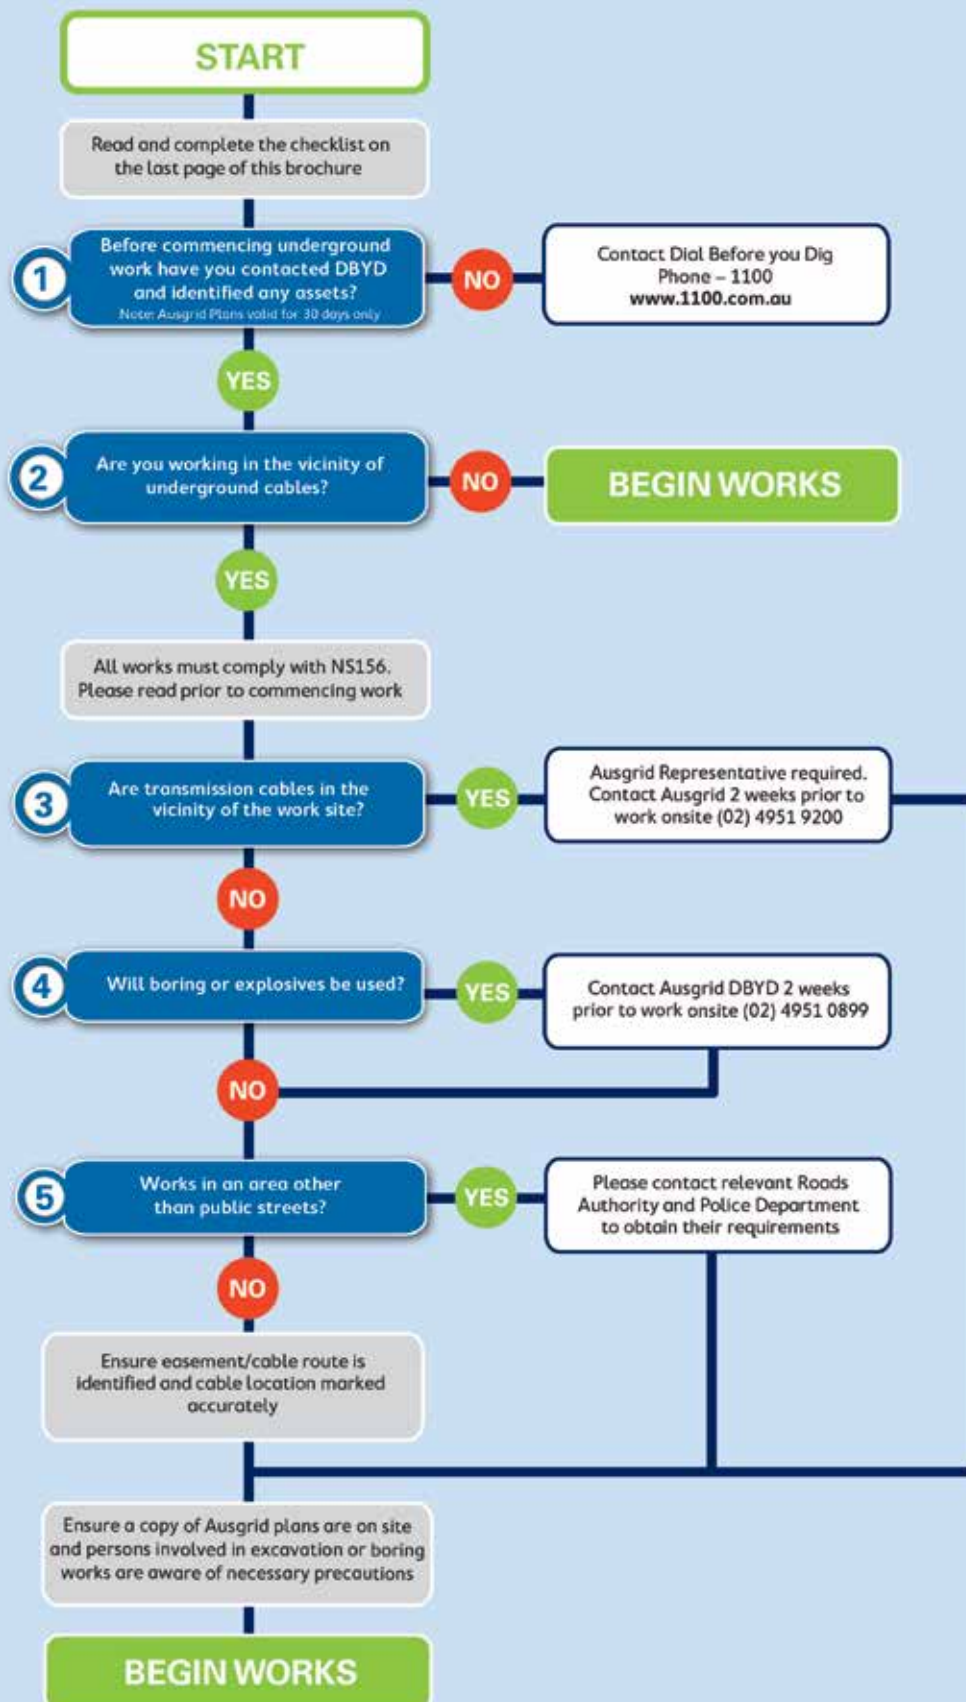 START
Read and complete the checklist on
the last page of this brochure
1
Before commencing underground
work have you contacted DBYD
and identified any assets?
Note: Ausgrid Plans valid for 30 days only
NO
Contact Dial Before you Dig
Phone – 1100
www.1100.com.au
YES
2
Are you working in the vicinity of
underground cables?
NO
BEGIN WORKS
YES
All works must comply with NS156.
Please read prior to commencing work
3
Are transmission cables in the
vicinity of the work site?
YES
Ausgrid Representative required.
Contact Ausgrid 2 weeks prior to
work onsite (02) 4951 9200
NO
4
Will boring or explosives be used?
YES
Contact Ausgrid DBYD 2 weeks
prior to work onsite (02) 4951 0899
NO
5
Works in an area other
than public streets?
YES
Please contact relevant Roads
Authority and Police Department
to obtain their requirements
NO
Ensure easement/cable route is
identified and cable location marked
accurately
Ensure a copy of Ausgrid plans are on site
and persons involved in excavation or boring
works are aware of necessary precautions
BEGIN WORKS